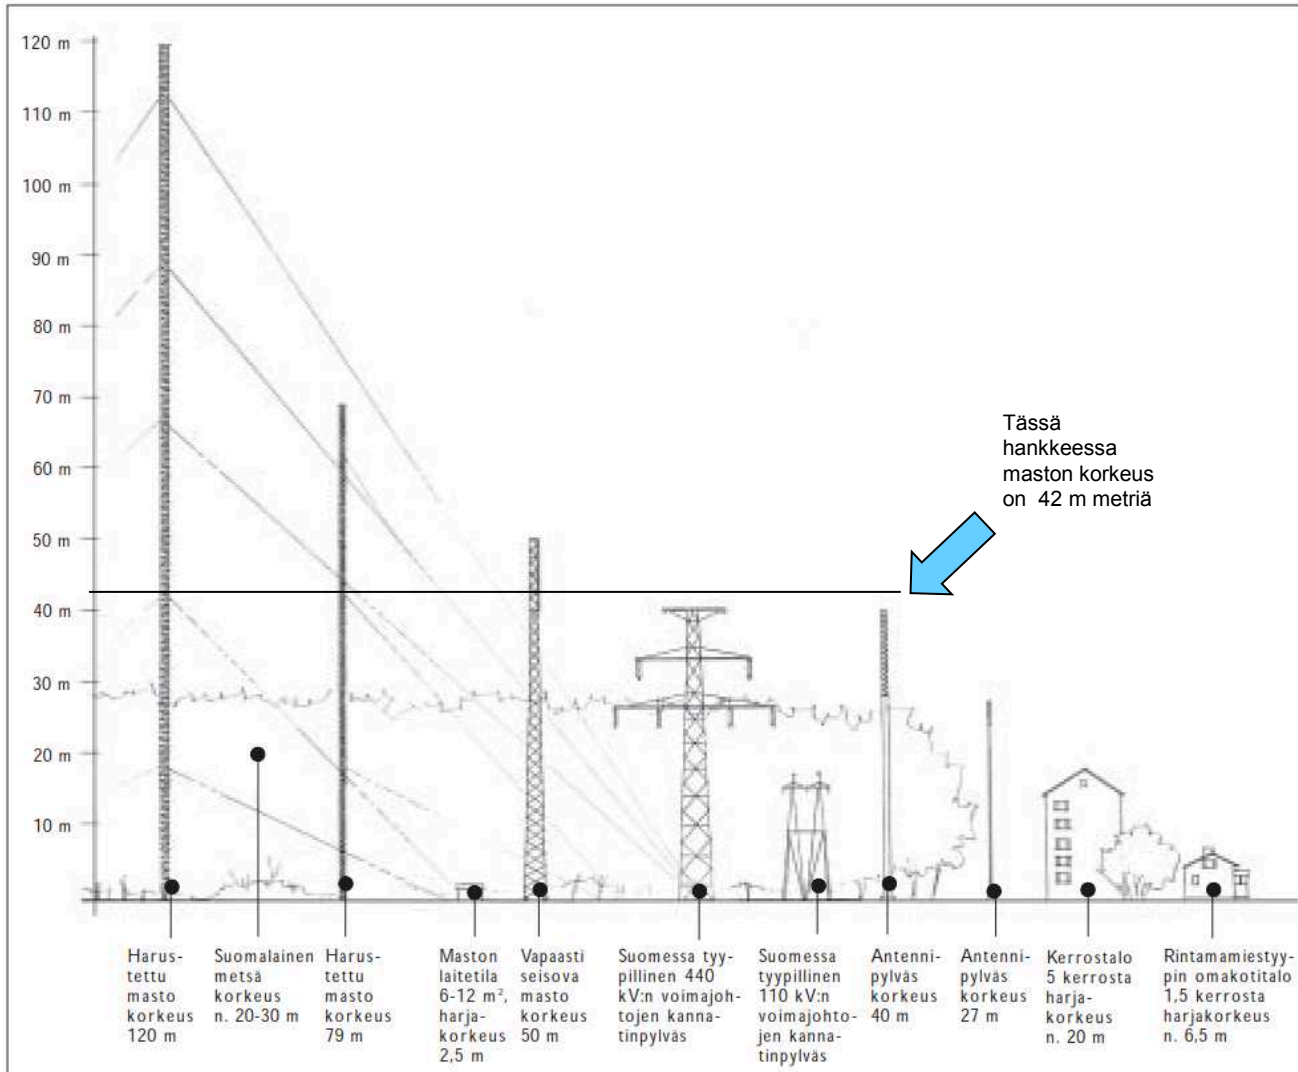 120 m
110 m
100 m
90 m
80 m
70 m
60 m
50 m
40 m
30 m
20 m
10 m
Tässä
hankkeessa
maston korkeus
on 42 m metriä
Harus-
tettu
masto
korkeus
120 m
Suomalainen
metsä
korkeus
n. 20-30 m
Harus-
tettu
masto
korkeus
79 m
Maston
laitetila
6-12 m²,
harja-
korkeus
2,5 m
Vapaasti
seisova
masto
korkeus
50 m
Suomessa tyy-
pillinen 440
kV:n voimajoh-
tojen kanna-
tinpylväs
Suomessa
tyypillinen
110 kV:n
voimajohto-
jen kanna-
tinpylväs
Antenni-
pylväs
korkeus
40 m
Antenni-
pylväs
korkeus
27 m
Kerrostalo
5 kerrosta
harja-
korkeus
n. 20 m
Rintamamiestyy-
pin omakotitalo
1,5 kerrosta
harjakorkeus
n. 6,5 m